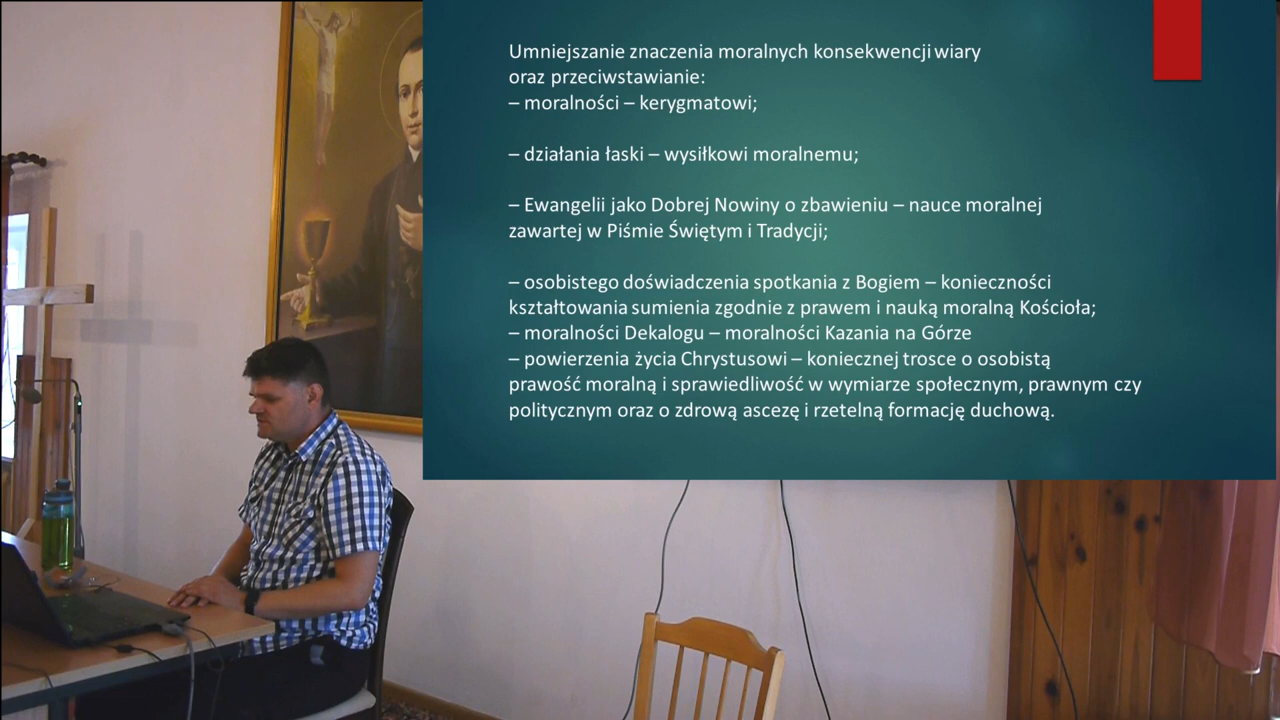 Umniejszanie znaczenia moralnych konsekwencji wiary
oraz przeciwstawianie:
– moralności – kerygmatowi;
– działania łaski – wysiłkowi moralnemu;
– Ewangelii jako Dobrej Nowiny o zbawieniu – nauce moralnej
zawartej w Piśmie Świętym i Tradycji;
– osobistego doświadczenia spotkania z Bogiem – konieczności
kształtowania sumienia zgodnie z prawem i nauką moralną Kościoła;
– moralności Dekalogu – moralności Kazania na Górze
– powierzenia życia Chrystusowi – koniecznej trosce o osobistą
prawość moralną i sprawiedliwość w wymiarze społecznym, prawnym czy
politycznym oraz o zdrową ascezę i rzetelną formację duchową.